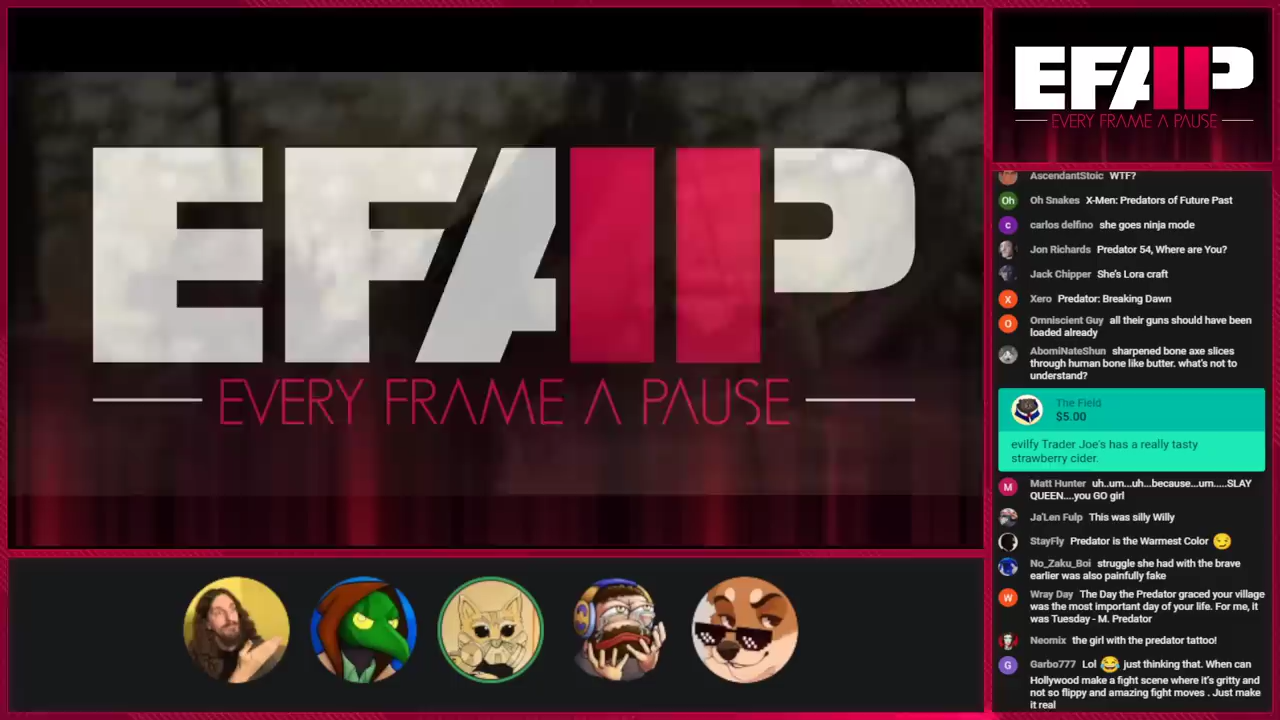 EFAP
EVERY FRAME A PAUSE
EFAP
EVERY FRAME A PAUSE
AscendantStoic WTF?
Oh
Oh Snakes X-Men: Predators of Future Past
c
carlos delfino she goes ninja mode
Jon Richards Predator 54, Where are You?
Jack Chipper She's Lora craft
X
Xero Predator: Breaking Dawn
O
Omniscient Guy all their guns should have been
loaded already
AbomiNateShun sharpened bone axe slices
through human bone like butter. what's not to
understand?
The Field
$5.00
evilfy Trader Joe's has a really tasty
strawberry cider.
M
Matt Hunter uh..um...uh...because...um.....SLAY
QUEEN....you GO girl
Ja'Len Fulp This was silly Willy
StayFly Predator is the Warmest Color 😏
No_Zaku_Boi struggle she had with the brave
earlier was also painfully fake
W
Wray Day The Day the Predator graced your village
was the most important day of your life. For me, it
was Tuesday - M. Predator
Neomix the girl with the predator tattoo!
G
Garbo777 Lol 😂 just thinking that. When can
Hollywood make a fight scene where it's gritty and
not so flippy and amazing fight moves . Just make
it real